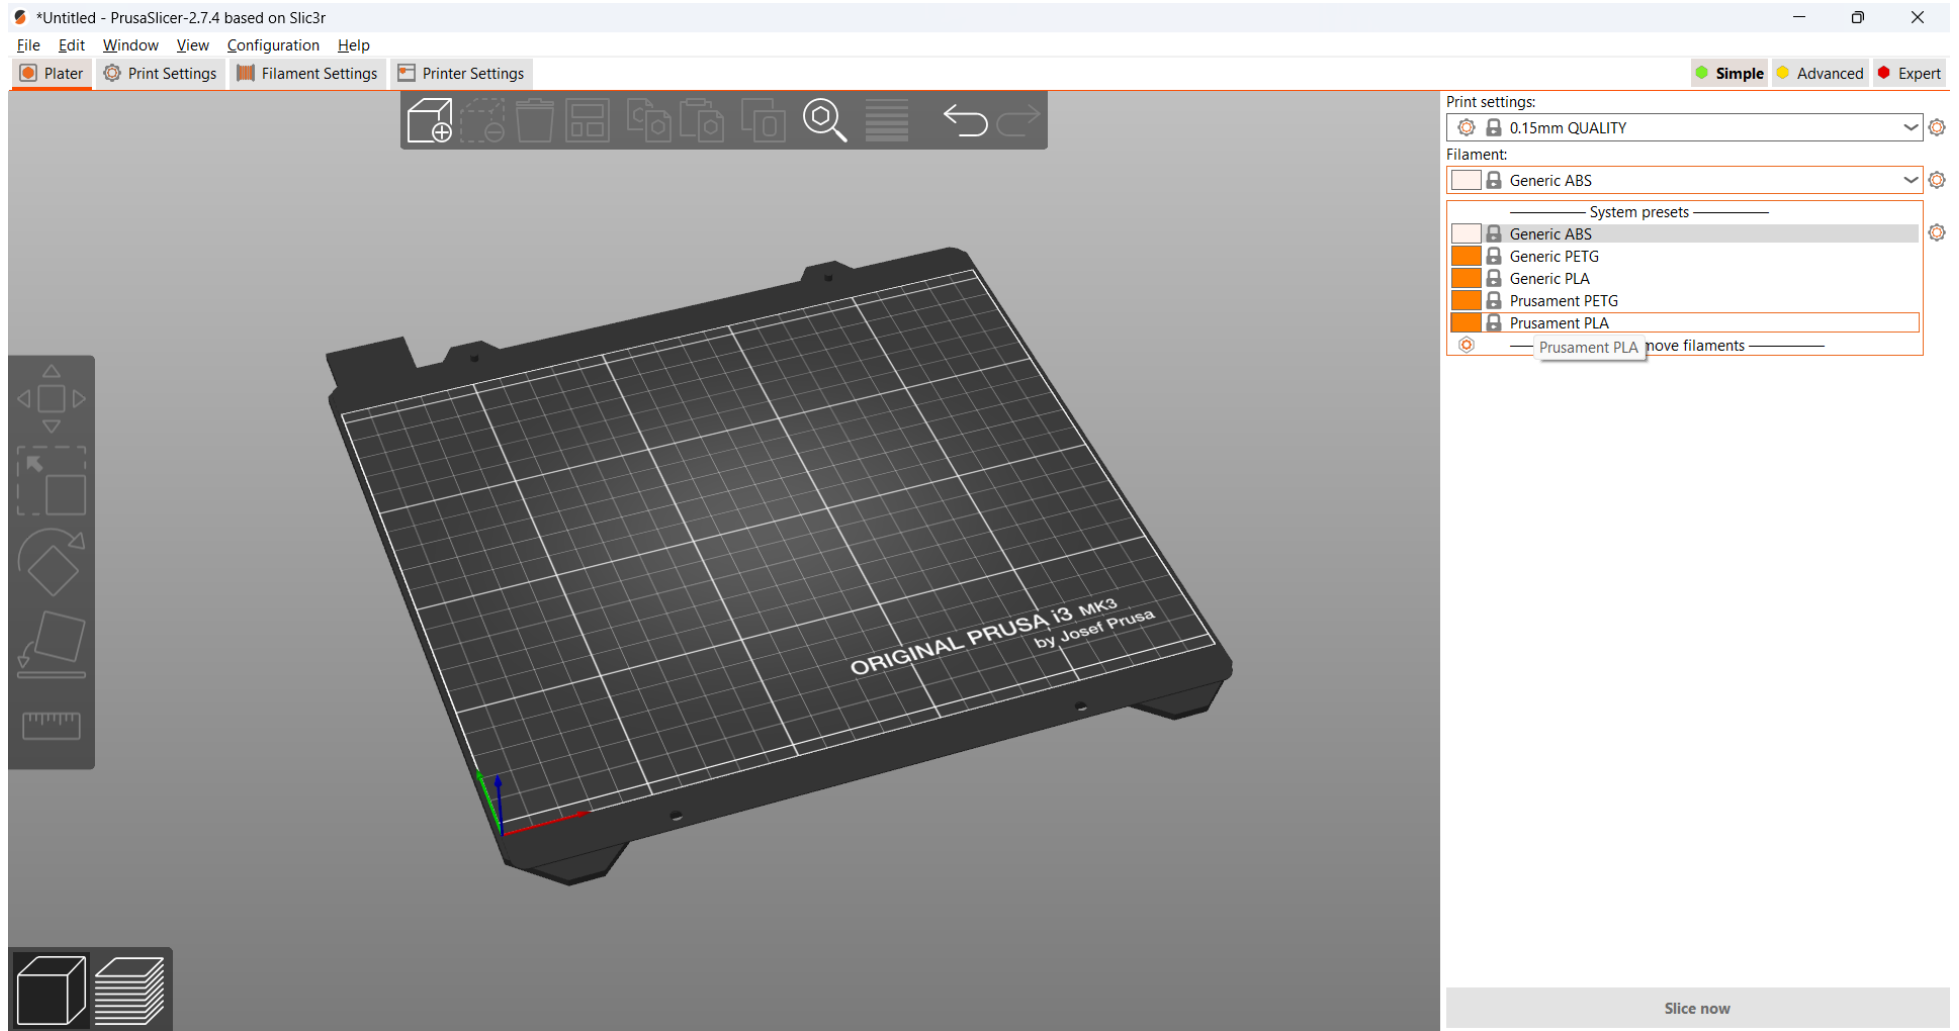 *Untitled - PrusaSlicer-2.7.4 based on Slic3r
File Edit Window View Configuration Help
Plater Print Settings Filament Settings Printer Settings Simple Advanced Expert
Print settings:
0.15mm QUALITY
Filament:
Generic ABS
System presets
Generic ABS
Generic PETG
Generic PLA
Prusament PETG
Prusament PLA
Prusament PLA
move filaments
ORIGINAL PRUSA i3 MK3
by Josef Prusa
Slice now